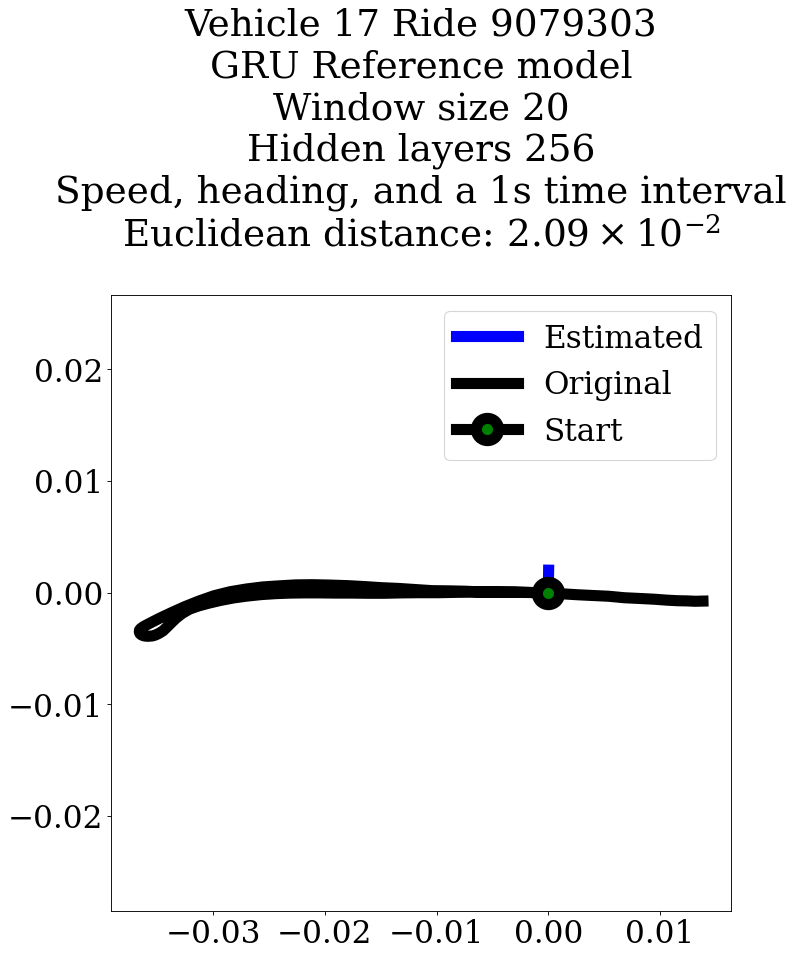 Vehicle 17 Ride 9079303
GRU Reference model
Window size 20
Hidden layers 256
Speed, heading, and a 1s time interval
Euclidean distance: 2.09 × 10⁻²
Estimated
Original
Start
0.02
0.01
0.00
−0.01
−0.02
−0.03 −0.02 −0.01 0.00 0.01